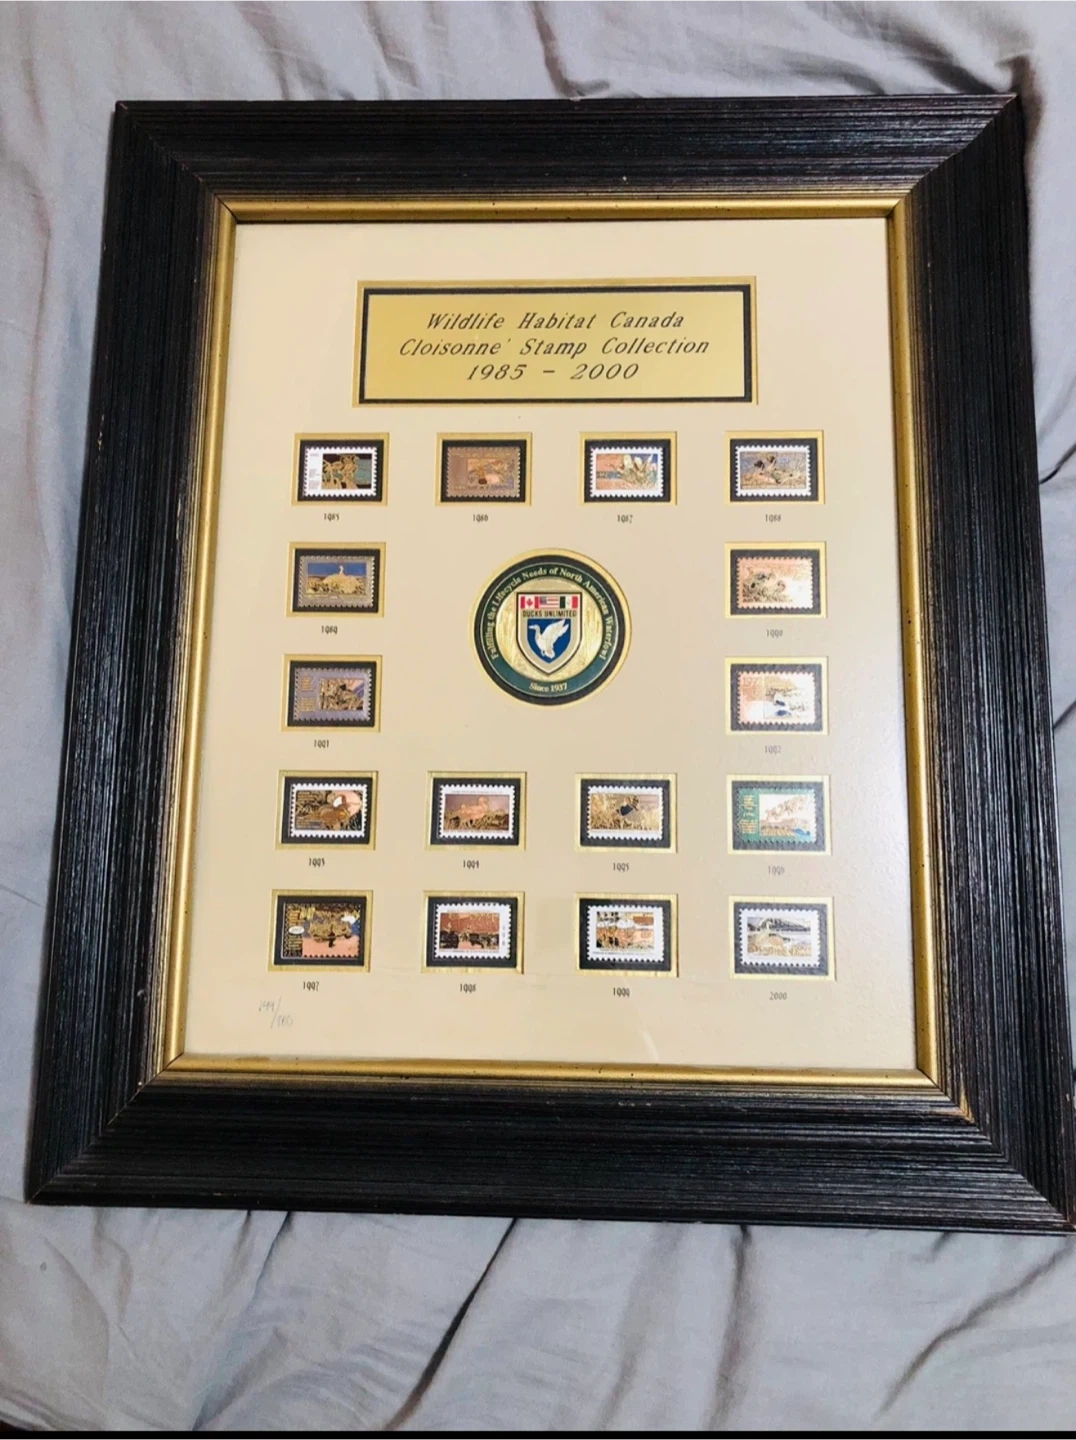 Wildlife Habitat Canada
Cloisonne' Stamp Collection
1985 - 2000
1985
1986
1987
1988
Fulfilling the Lifecycle Needs of North American Waterfowl
DUCKS UNLIMITED
Since 1937
1989
1990
1991
1992
1993
1994
1995
1996
1997
1998
1999
2000